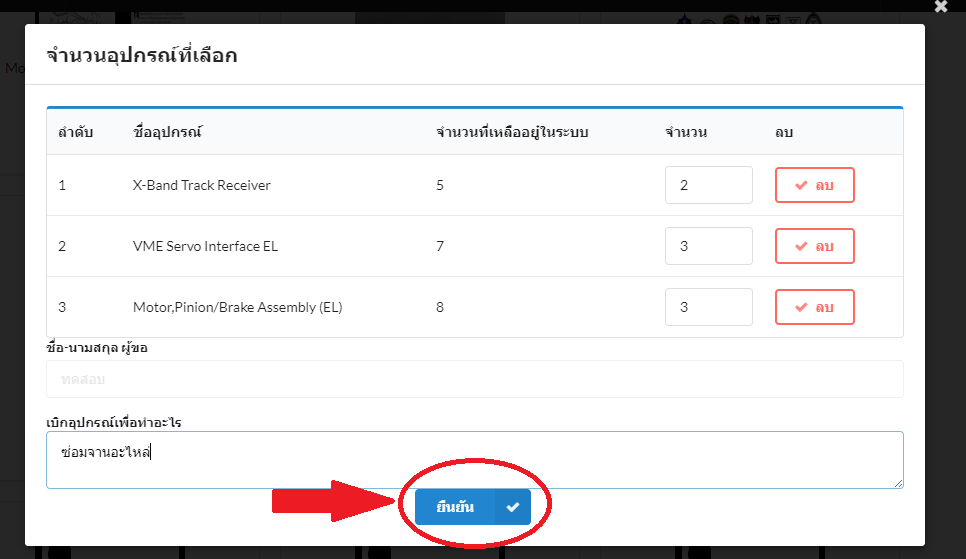 จำนวนอุปกรณ์ที่เลือก
Mo
ลำดับ ชื่ออุปกรณ์ จำนวนที่เหลืออยู่ในระบบ จำนวน ลบ
1 X-Band Track Receiver 5 2 ลบ
2 VME Servo Interface EL 7 3 ลบ
3 Motor,Pinion/Brake Assembly (EL) 8 3 ลบ
ชื่อ-นามสกุล ผู้ขอ
ทดสอบ
เบิกอุปกรณ์เพื่อทำอะไร
ซ่อมจานอะไหล่
ยืนยัน